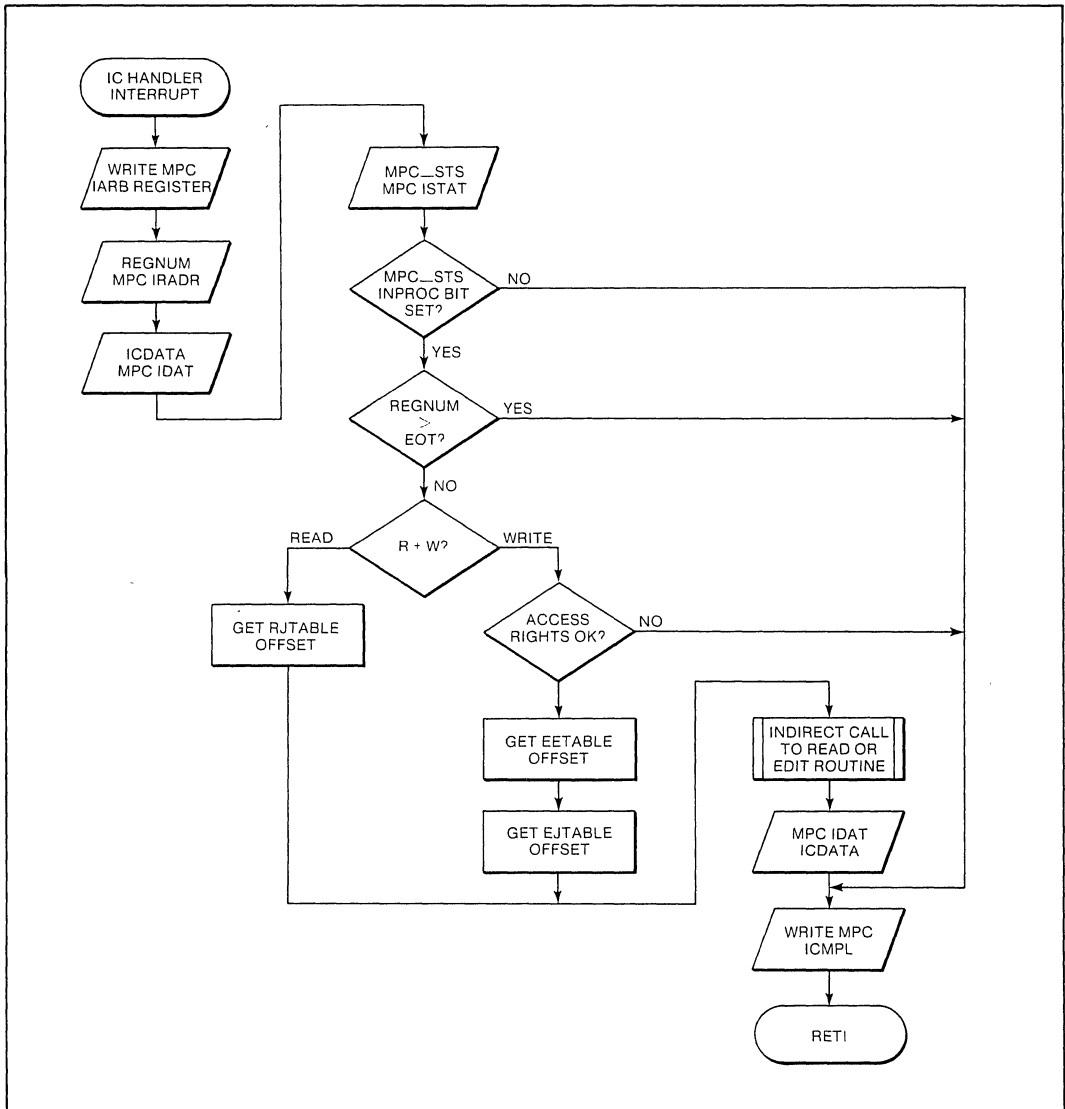 IC HANDLER
INTERRUPT
WRITE MPC
IARB REGISTER
REGNUM
MPC IRADR
ICDATA
MPC IDAT
MPC_STS
MPC ISTAT
MPC_STS
INPROC BIT
SET?
NO
YES
REGNUM
>
EOT?
YES
NO
R + W?
READ
WRITE
GET RJTABLE
OFFSET
ACCESS
RIGHTS OK?
NO
GET EETABLE
OFFSET
GET EJTABLE
OFFSET
INDIRECT CALL
TO READ OR
EDIT ROUTINE
MPC IDAT
ICDATA
WRITE MPC
ICMPL
RETI